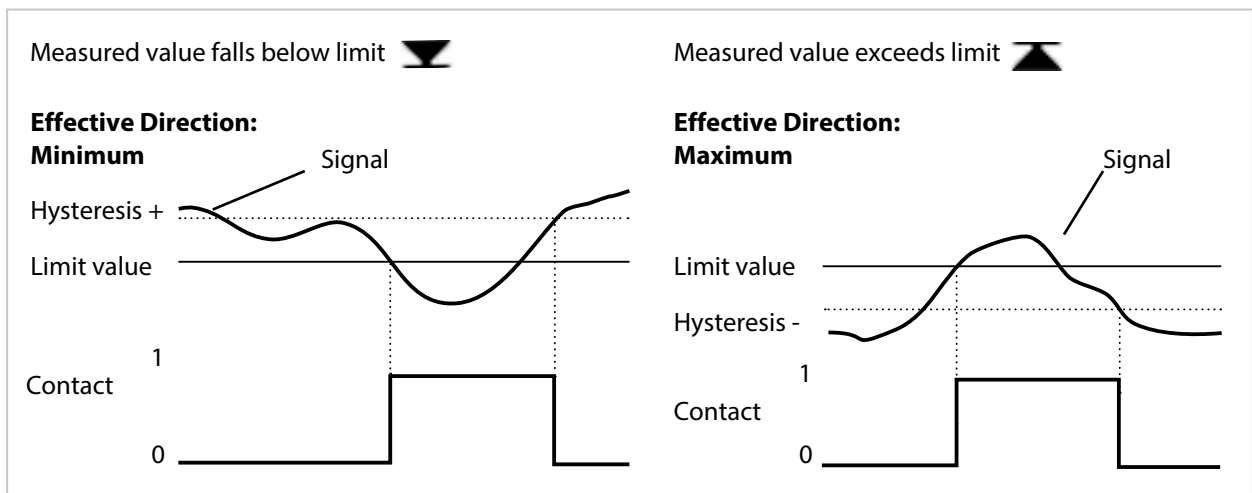 Measured value falls below limit
Effective Direction:
Minimum
Signal
Hysteresis +
Limit value
1
Contact
0
Measured value exceeds limit
Effective Direction:
Maximum
Signal
Limit value
Hysteresis -
1
Contact
0